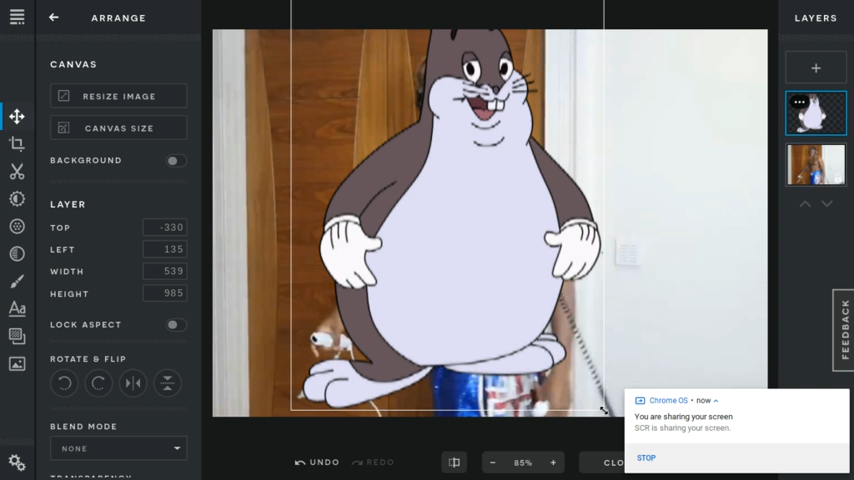 ARRANGE
CANVAS
RESIZE IMAGE
CANVAS SIZE
BACKGROUND
LAYER
TOP -330
LEFT 135
WIDTH 539
HEIGHT 985
LOCK ASPECT
ROTATE & FLIP
BLEND MODE
NONE
UNDO
REDO
85%
CLO
LAYERS
FEEDBACK
Chrome OS • now
You are sharing your screen
SCR is sharing your screen.
STOP